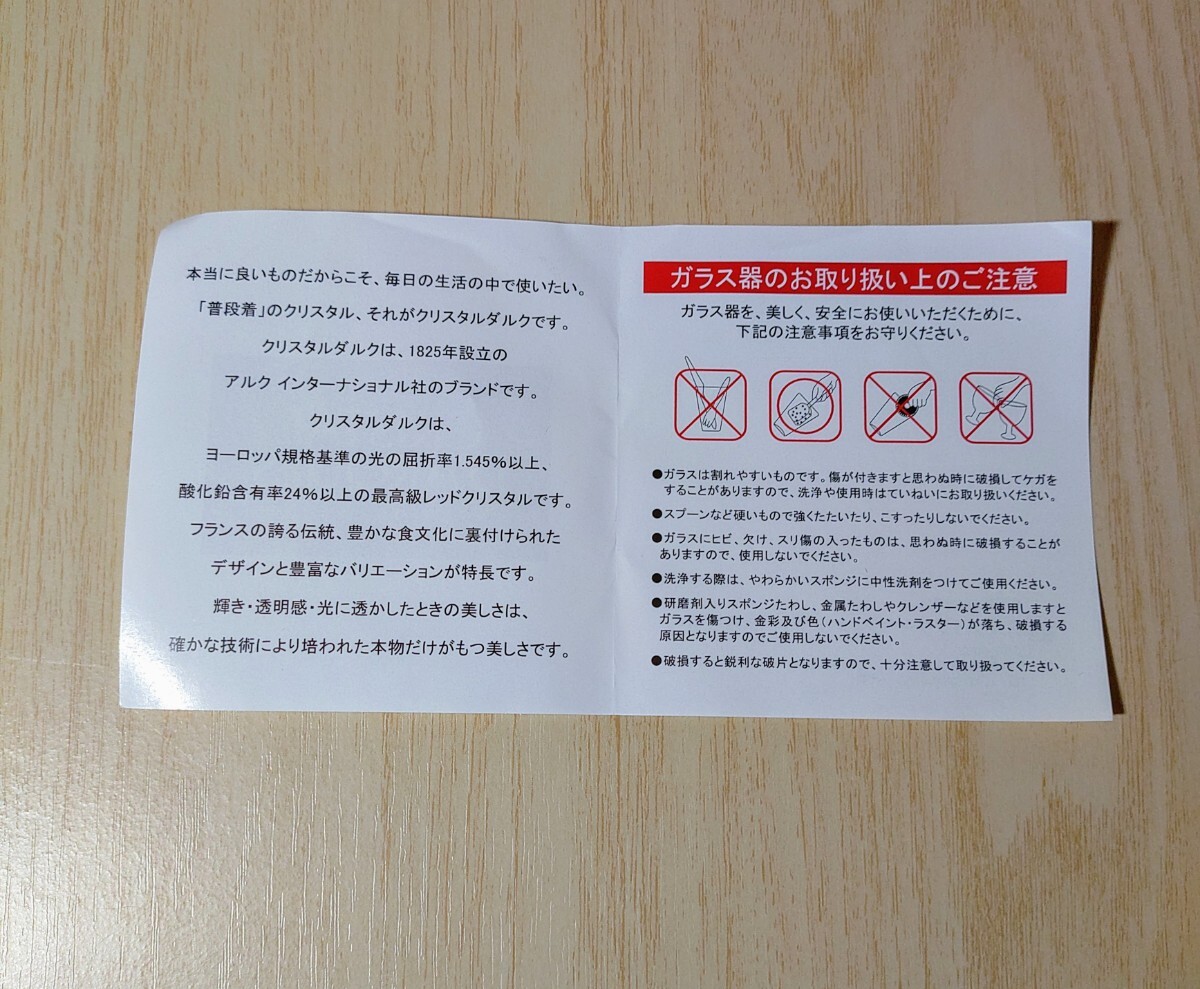 本当に良いものだからこそ、毎日の生活の中で使いたい。
「普段着」のクリスタル、それがクリスタルダルクです。
クリスタルダルクは、1825年設立の
アルク インターナショナル社のブランドです。
クリスタルダルクは、
ヨーロッパ規格基準の光の屈折率1.545%以上、
酸化鉛含有率24%以上の最高級レッドクリスタルです。
フランスの誇る伝統、豊かな食文化に裏付けられた
デザインと豊富なバリエーションが特長です。
輝き・透明感・光に透かしたときの美しさは、
確かな技術により培われた本物だけがもつ美しさです。
ガラス器のお取り扱い上のご注意
ガラス器を、美しく、安全にお使いいただくために、
下記の注意事項をお守りください。
●ガラスは割れやすいものです。傷が付きますと思わぬ時に破損してケガを
することがありますので、洗浄や使用時はていねいにお取り扱いください。
●スプーンなど硬いもので強くたたいたり、こすったりしないでください。
●ガラスにヒビ、欠け、スリ傷の入ったものは、思わぬ時に破損することが
ありますので、使用しないでください。
●洗浄する際は、やわらかいスポンジに中性洗剤をつけてご使用ください。
●研磨剤入りスポンジたわし、金属たわしやクレンザーなどを使用しますと
ガラスを傷つけ、金彩及び色（ハンドペイント・ラスター）が落ち、破損する
原因となりますのでご使用しないでください。
●破損すると鋭利な破片となりますので、十分注意して取り扱ってください。